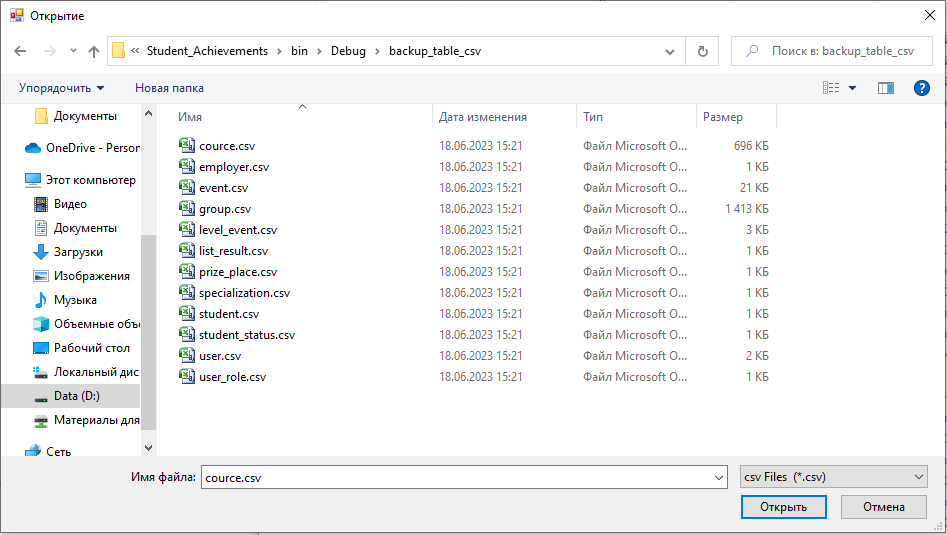 Открытие
« Student_Achievements › bin › Debug › backup_table_csv
Поиск в: backup_table_csv
Упорядочить
Новая папка
Имя
Дата изменения
Тип
Размер
Документы
OneDrive - Person
Этот компьютер
Видео
Документы
Загрузки
Изображения
Музыка
Объемные объ
Рабочий стол
Локальный дис
Data (D:)
Материалы для
Сеть
cource.csv 18.06.2023 15:21 Файл Microsoft O... 696 КБ
employer.csv 18.06.2023 15:21 Файл Microsoft O... 1 КБ
event.csv 18.06.2023 15:21 Файл Microsoft O... 21 КБ
group.csv 18.06.2023 15:21 Файл Microsoft O... 1 413 КБ
level_event.csv 18.06.2023 15:21 Файл Microsoft O... 3 КБ
list_result.csv 18.06.2023 15:21 Файл Microsoft O... 1 КБ
prize_place.csv 18.06.2023 15:21 Файл Microsoft O... 1 КБ
specialization.csv 18.06.2023 15:21 Файл Microsoft O... 1 КБ
student.csv 18.06.2023 15:21 Файл Microsoft O... 1 КБ
student_status.csv 18.06.2023 15:21 Файл Microsoft O... 1 КБ
user.csv 18.06.2023 15:21 Файл Microsoft O... 2 КБ
user_role.csv 18.06.2023 15:21 Файл Microsoft O... 1 КБ
Имя файла:
cource.csv
csv Files (*.csv)
Открыть
Отмена